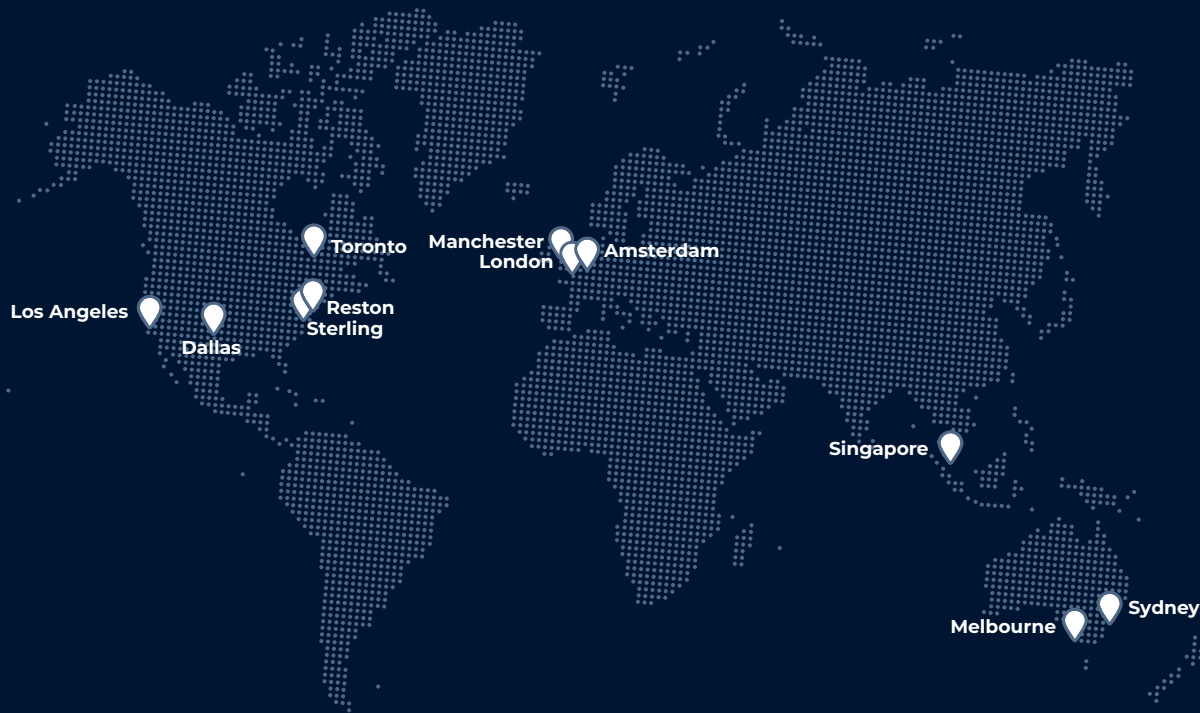 Manchester
Toronto
Amsterdam
London
Reston
Los Angeles
Sterling
Dallas
Singapore
Sydney
Melbourne